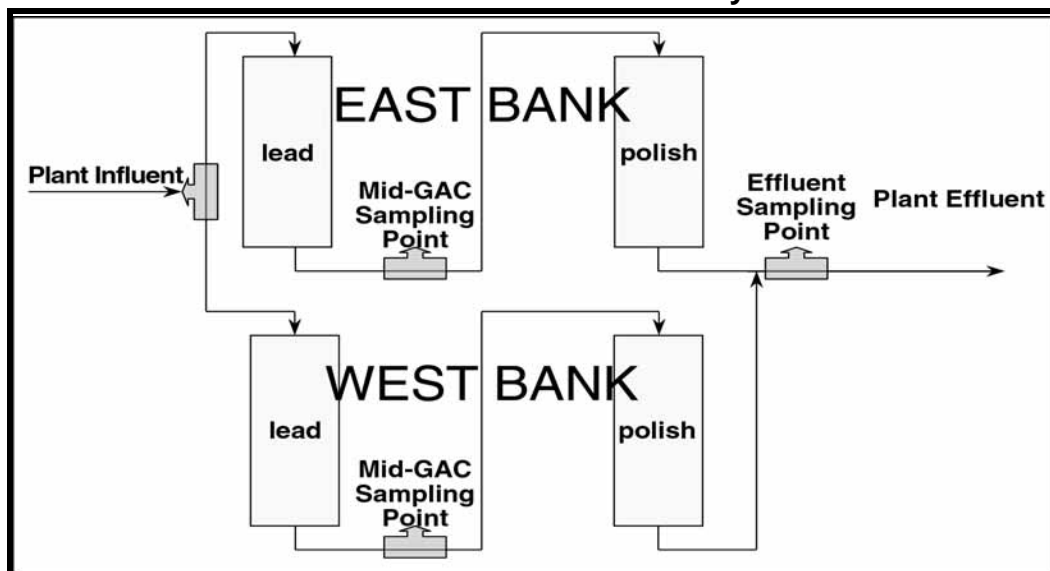 EAST BANK
lead
polish
Plant Influent
Mid-GAC
Sampling
Point
Effluent
Sampling
Point
Plant Effluent
WEST BANK
lead
polish
Mid-GAC
Sampling
Point